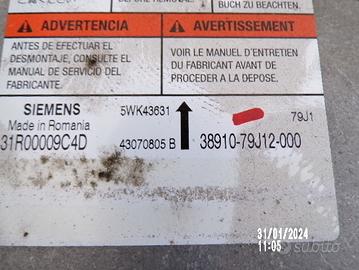 BEFORE REMOVAL.
BUCH ZU BEACHTEN.
ADVERTENCIA
AVERTISSEMENT
ANTES DE EFECTUAR EL
DESMONTAJE, CONSULTE EL
MANUAL DE SERVICIO DEL
FABRICANTE.
VOIR LE MANUEL D'ENTRETIEN
DU FABRICANT AVANT DE
PROCEDER A LA DEPOSE.
SIEMENS
5WK43631
79J1
Made in Romania
31R00009C4D
43070805 B
38910-79J12-000
31/01/2024
11:05
subito